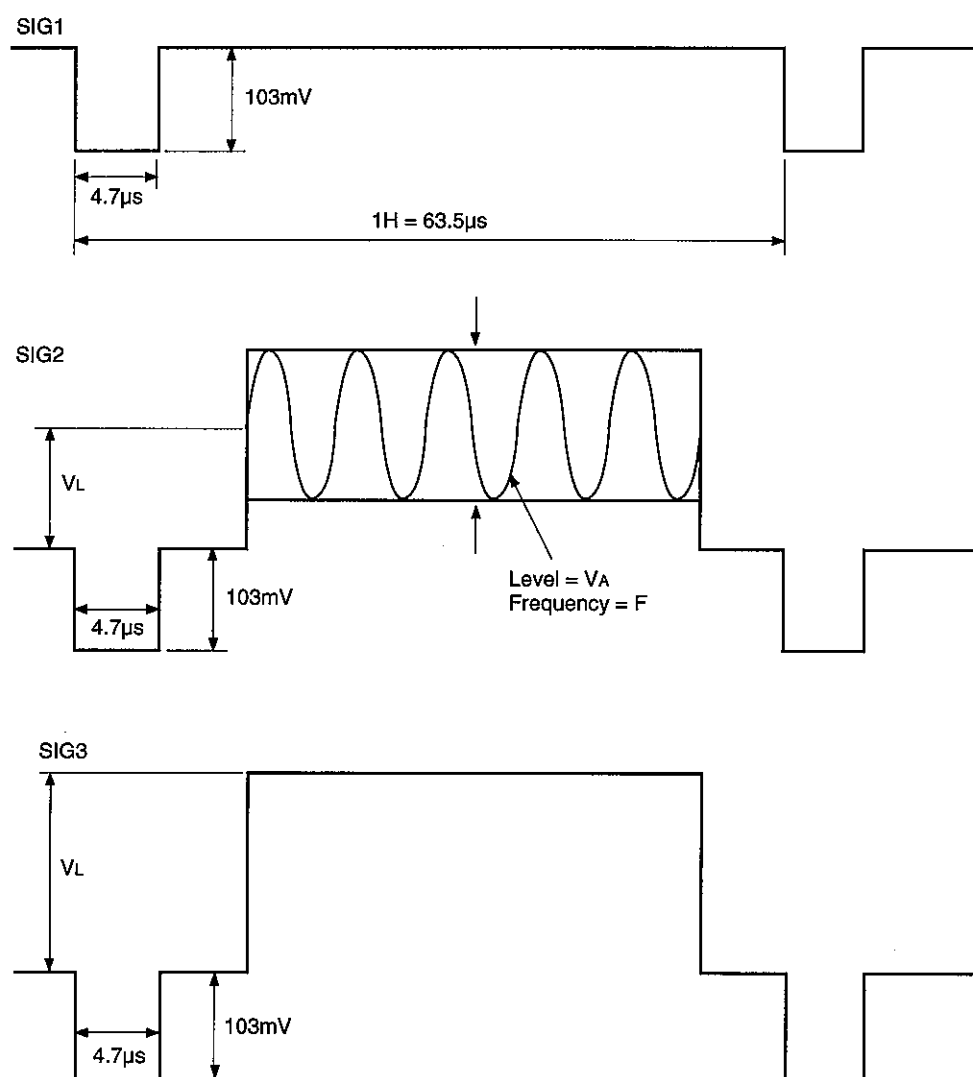 SIG1
103mV
4.7µs
1H = 63.5µs
SIG2
VL
Level = VA
Frequency = F
103mV
4.7µs
SIG3
VL
103mV
4.7µs